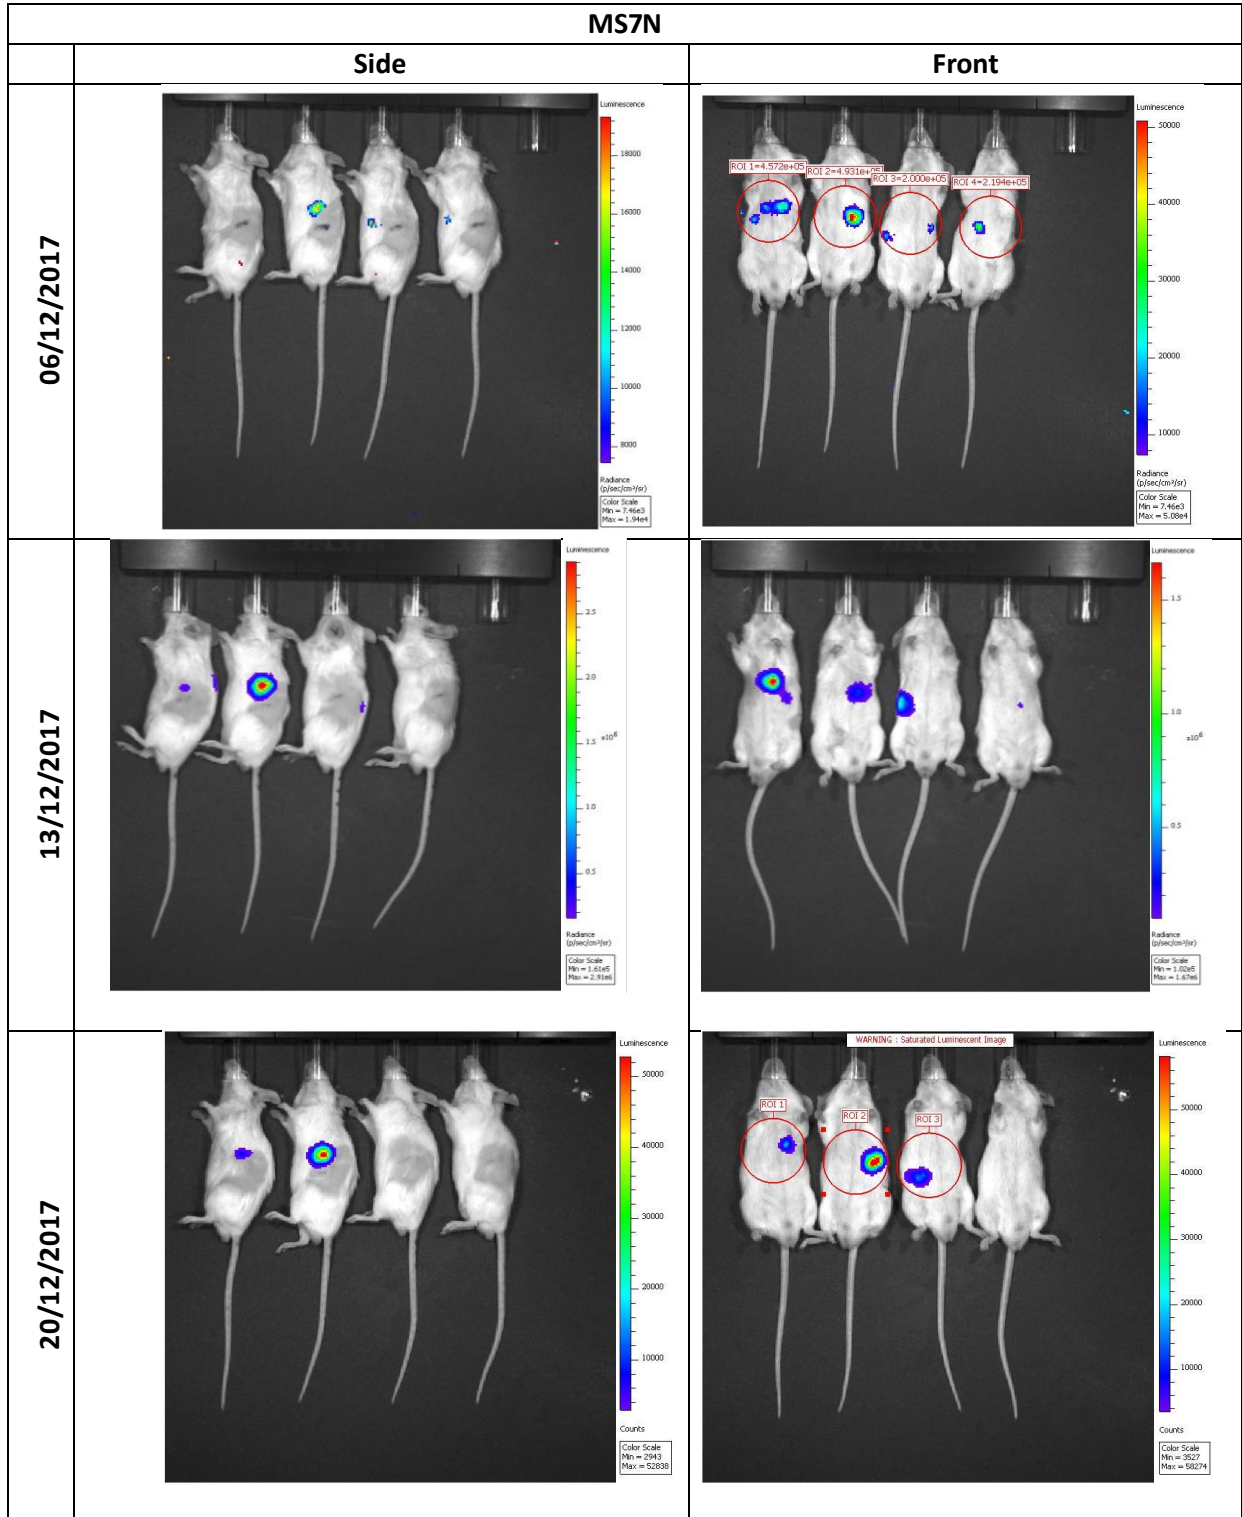 MS7N
Side
Front
06/12/2017
Luminescence
18000
16000
14000
12000
10000
8000
Radiance
(p/sec/cm²/sr)
Color Scale
Min = 7.46e3
Max = 1.94e4
ROI 1=4.572e+05
ROI 2=4.931e+05
ROI 3=2.000e+05
ROI 4=2.194e+05
Luminescence
50000
40000
30000
20000
10000
Radiance
(p/sec/cm²/sr)
Color Scale
Min = 7.46e3
Max = 5.08e4
13/12/2017
Luminescence
2.5
2.0
x10⁶
1.5
1.0
0.5
Radiance
(p/sec/cm²/sr)
Color Scale
Min = 1.61e5
Max = 2.91e6
Luminescence
1.5
1.0
x10⁶
0.5
Radiance
(p/sec/cm²/sr)
Color Scale
Min = 1.02e5
Max = 1.67e6
20/12/2017
Luminescence
50000
40000
30000
20000
10000
Counts
Color Scale
Min = 2943
Max = 52838
WARNING : Saturated Luminescent Image
ROI 1
ROI 2
ROI 3
Luminescence
50000
40000
30000
20000
10000
Counts
Color Scale
Min = 3527
Max = 58274